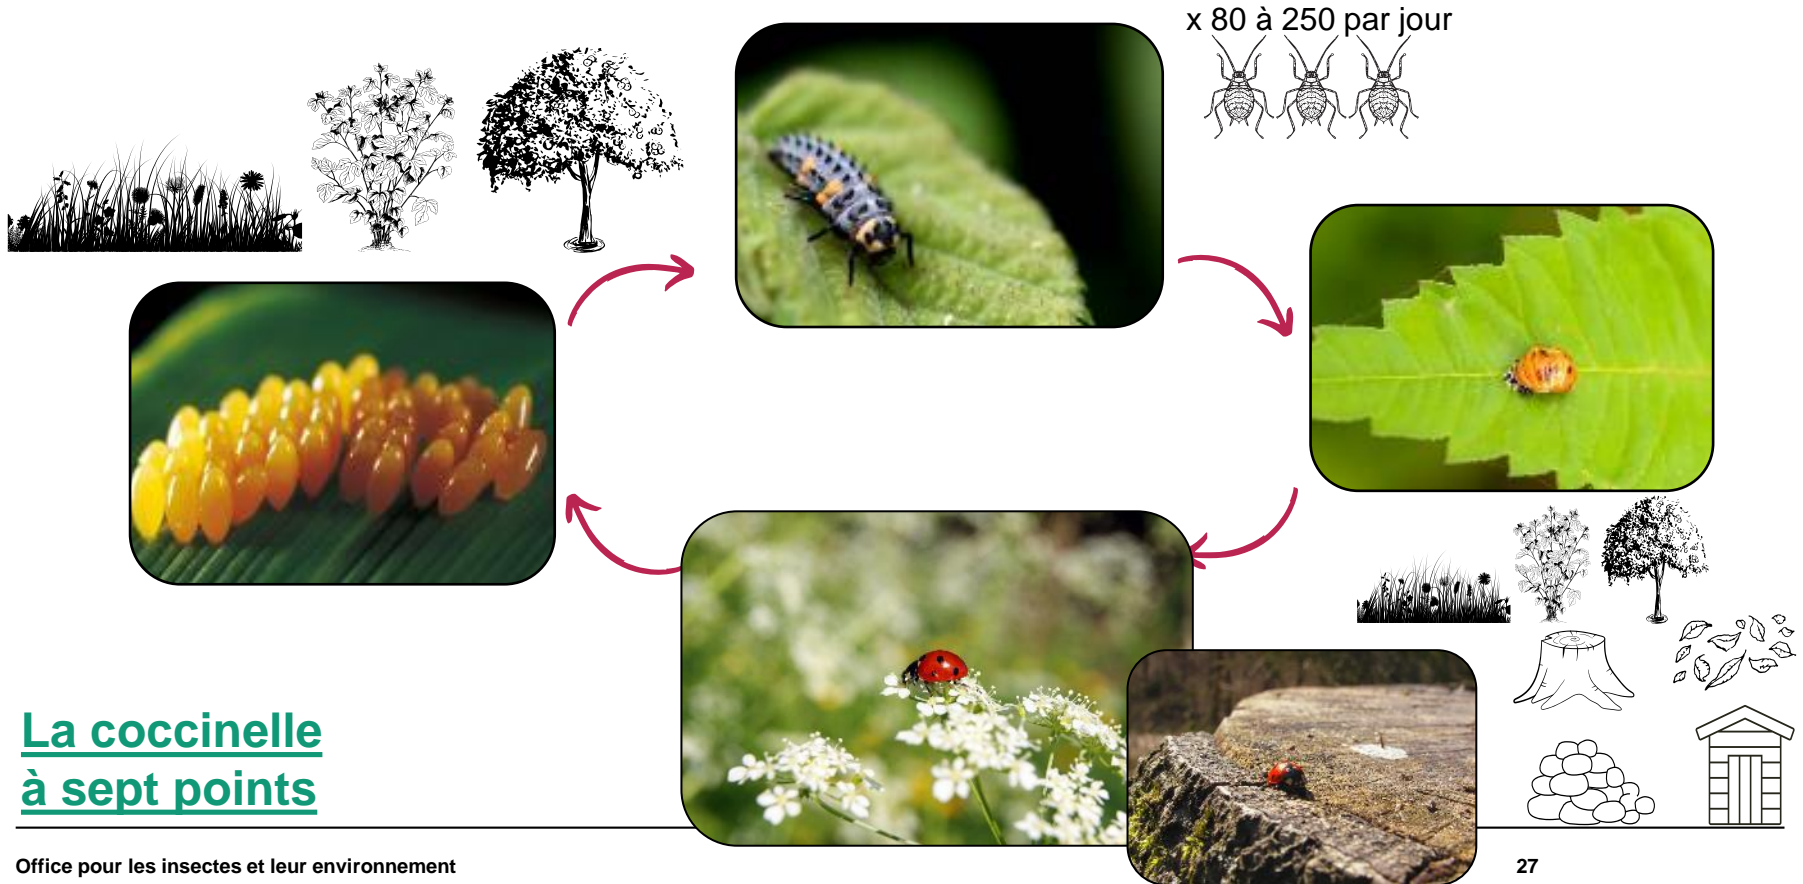 x 80 à 250 par jour
La coccinelle
à sept points
Office pour les insectes et leur environnement
27